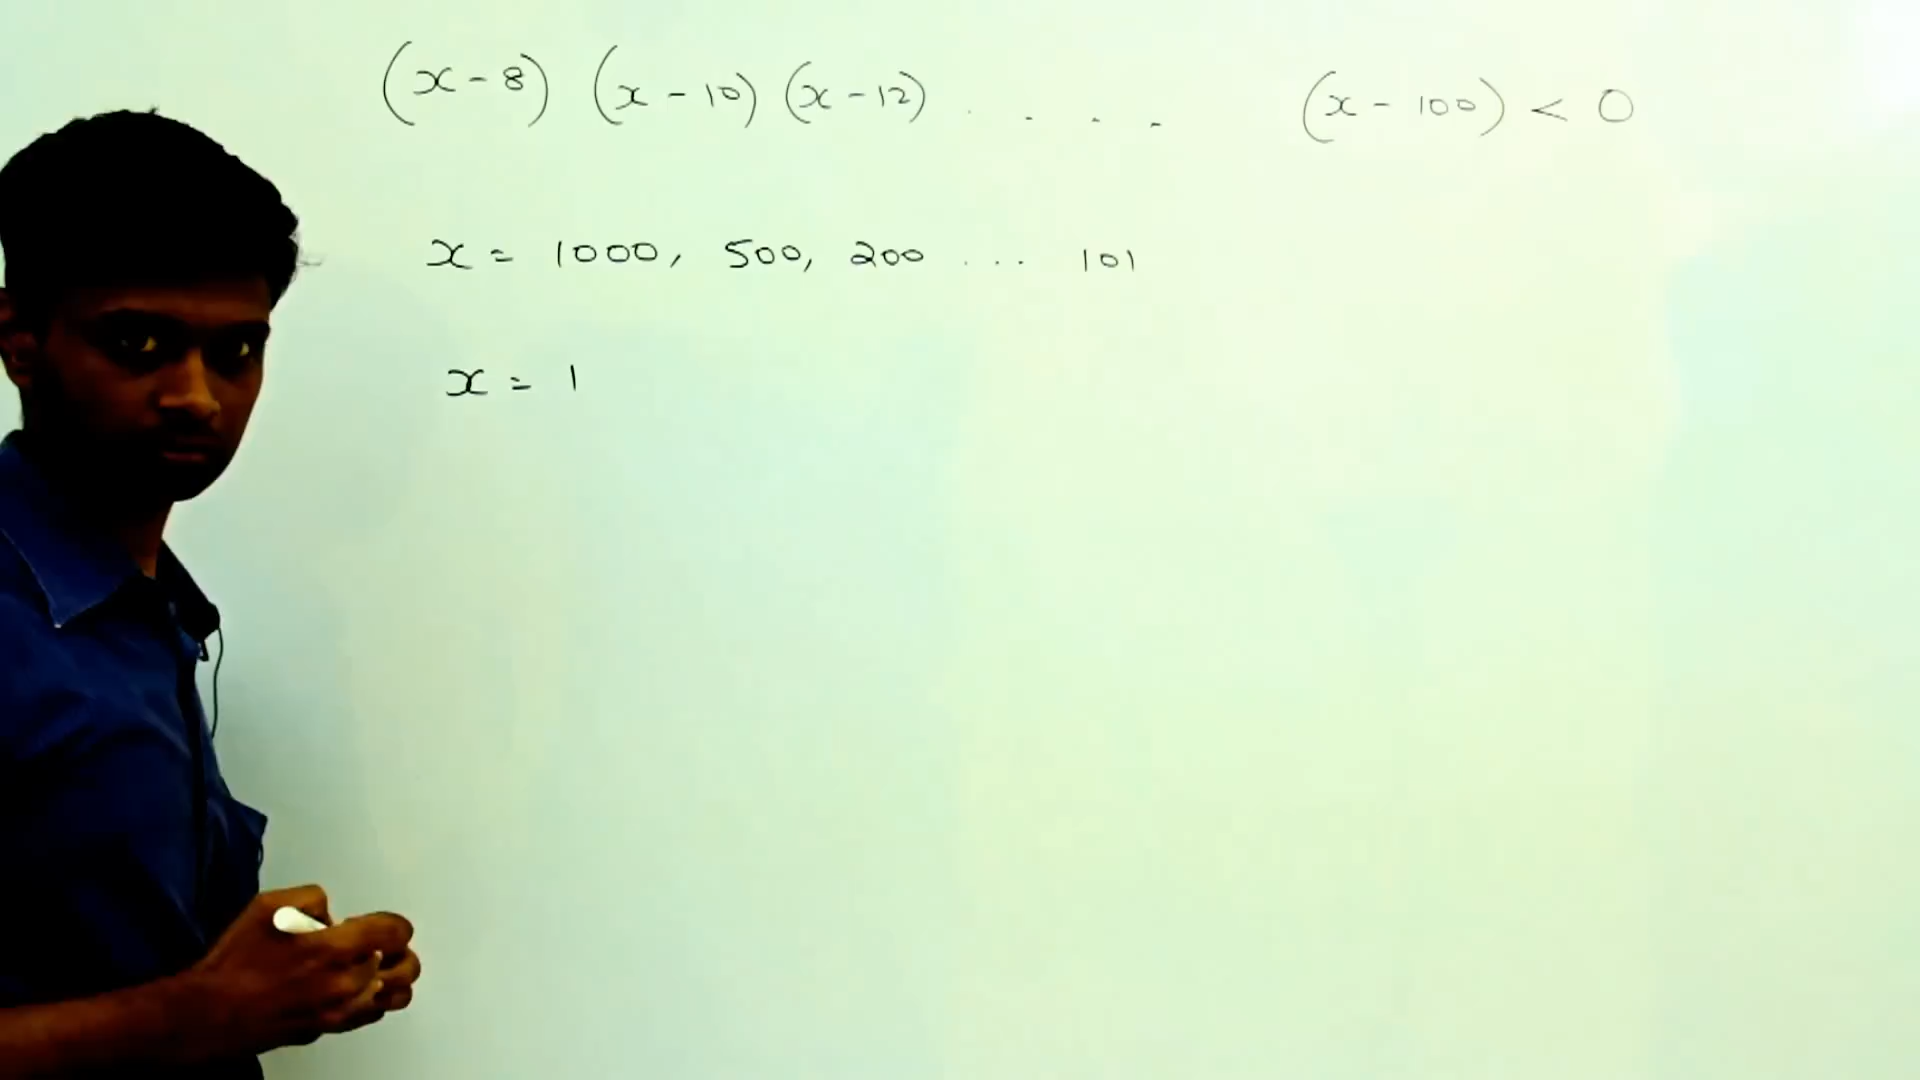 (x - 8) (x - 10) (x - 12) . . . . (x - 100) < 0
x = 1000, 500, 200 ... 101
x = 1